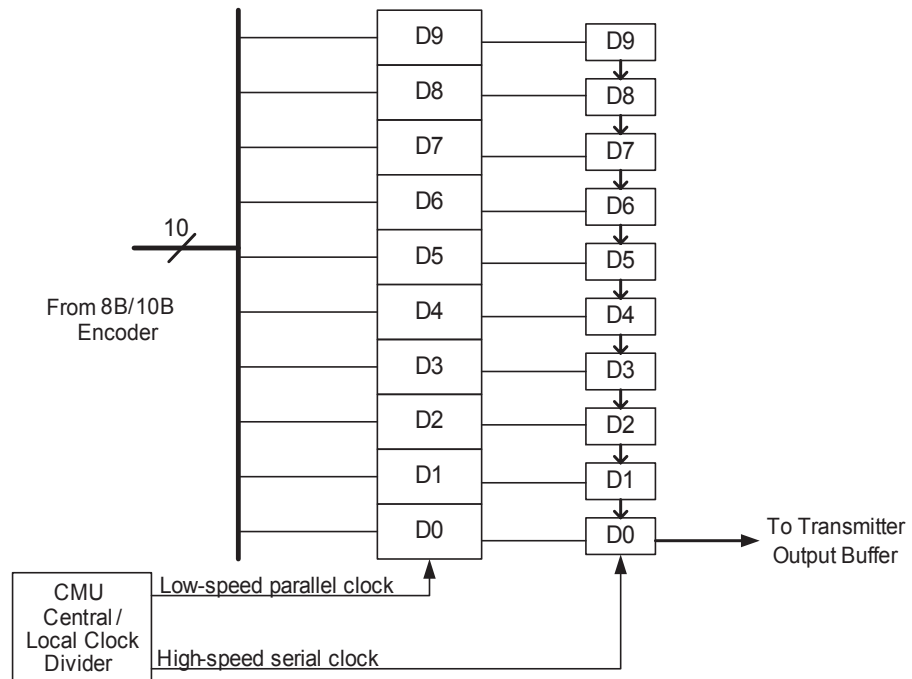 D9 D9
D8 D8
D7 D7
D6 D6
10
D5 D5
From 8B/10B
Encoder
D4 D4
D3 D3
D2 D2
D1 D1
D0 D0
To Transmitter
Output Buffer
CMU
Central/
Local Clock
Divider
Low-speed parallel clock
High-speed serial clock